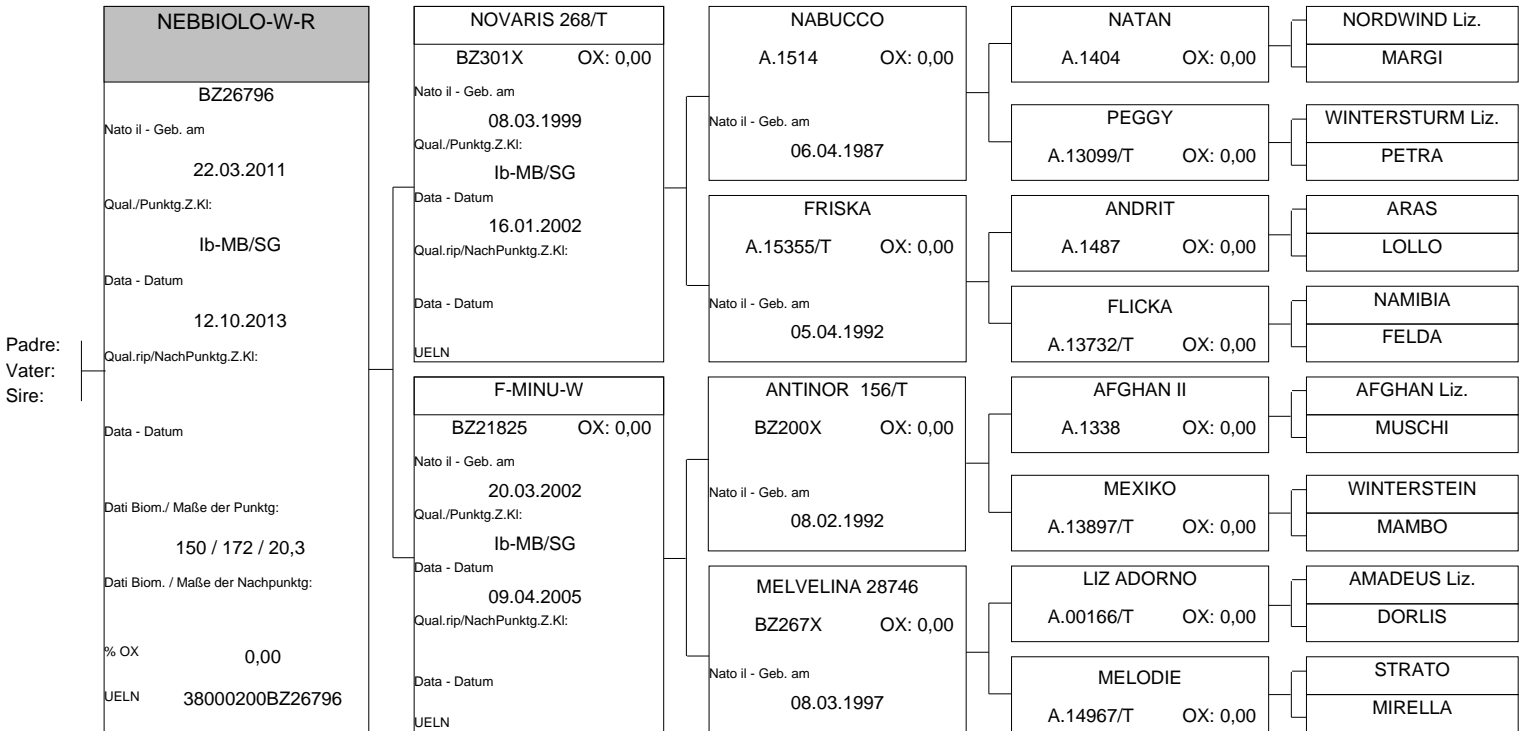 Padre:
Vater:
Sire:
NEBBIOLO-W-R
BZ26796
Nato il - Geb. am
22.03.2011
Qual./Punktg.Z.Kl:
Ib-MB/SG
Data - Datum
12.10.2013
Qual.rip/NachPunktg.Z.Kl:
Data - Datum
Dati Biom./ Maße der Punktg:
150 / 172 / 20,3
Dati Biom. / Maße der Nachpunktg:
% OX 0,00
UELN 38000200BZ26796
NOVARIS 268/T
BZ301X OX: 0,00
Nato il - Geb. am
08.03.1999
Qual./Punktg.Z.Kl:
Ib-MB/SG
Data - Datum
16.01.2002
Qual.rip/NachPunktg.Z.Kl:
Data - Datum
UELN
F-MINU-W
BZ21825 OX: 0,00
Nato il - Geb. am
20.03.2002
Qual./Punktg.Z.Kl:
Ib-MB/SG
Data - Datum
09.04.2005
Qual.rip/NachPunktg.Z.Kl:
Data - Datum
UELN
NABUCCO
A.1514 OX: 0,00
Nato il - Geb. am
06.04.1987
FRISKA
A.15355/T OX: 0,00
Nato il - Geb. am
05.04.1992
ANTINOR 156/T
BZ200X OX: 0,00
Nato il - Geb. am
08.02.1992
MELVELINA 28746
BZ267X OX: 0,00
Nato il - Geb. am
08.03.1997
NATAN
A.1404 OX: 0,00
PEGGY
A.13099/T OX: 0,00
ANDRIT
A.1487 OX: 0,00
FLICKA
A.13732/T OX: 0,00
AFGHAN II
A.1338 OX: 0,00
MEXIKO
A.13897/T OX: 0,00
LIZ ADORNO
A.00166/T OX: 0,00
MELODIE
A.14967/T OX: 0,00
NORDWIND Liz.
MARGI
WINTERSTURM Liz.
PETRA
ARAS
LOLLO
NAMIBIA
FELDA
AFGHAN Liz.
MUSCHI
WINTERSTEIN
MAMBO
AMADEUS Liz.
DORLIS
STRATO
MIRELLA